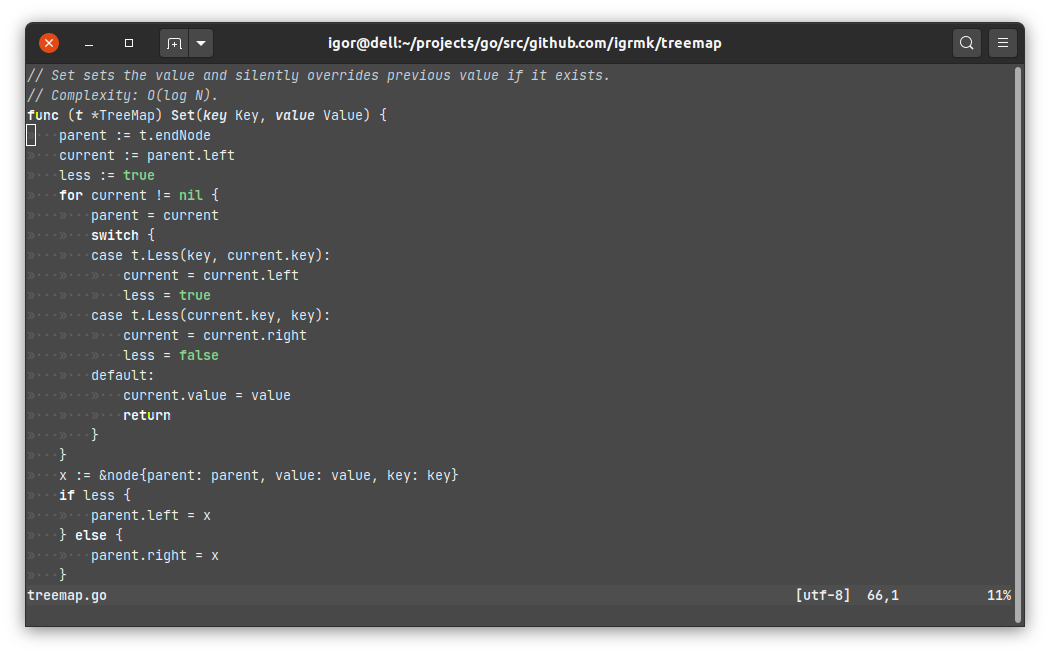 igor@dell:~/projects/go/src/github.com/igrmk/treemap
// Set sets the value and silently overrides previous value if it exists.
// Complexity: O(log N).
func (t *TreeMap) Set(key Key, value Value) {
»···parent := t.endNode
»···current := parent.left
»···less := true
»···for current != nil {
»···»···parent = current
»···»···switch {
»···»···case t.Less(key, current.key):
»···»···»···current = current.left
»···»···»···less = true
»···»···case t.Less(current.key, key):
»···»···»···current = current.right
»···»···»···less = false
»···»···default:
»···»···»···current.value = value
»···»···»···return
»···»···}
»···}
»···x := &node{parent: parent, value: value, key: key}
»···if less {
»···»···parent.left = x
»···} else {
»···»···parent.right = x
»···}
treemap.go [utf-8] 66,1 11%